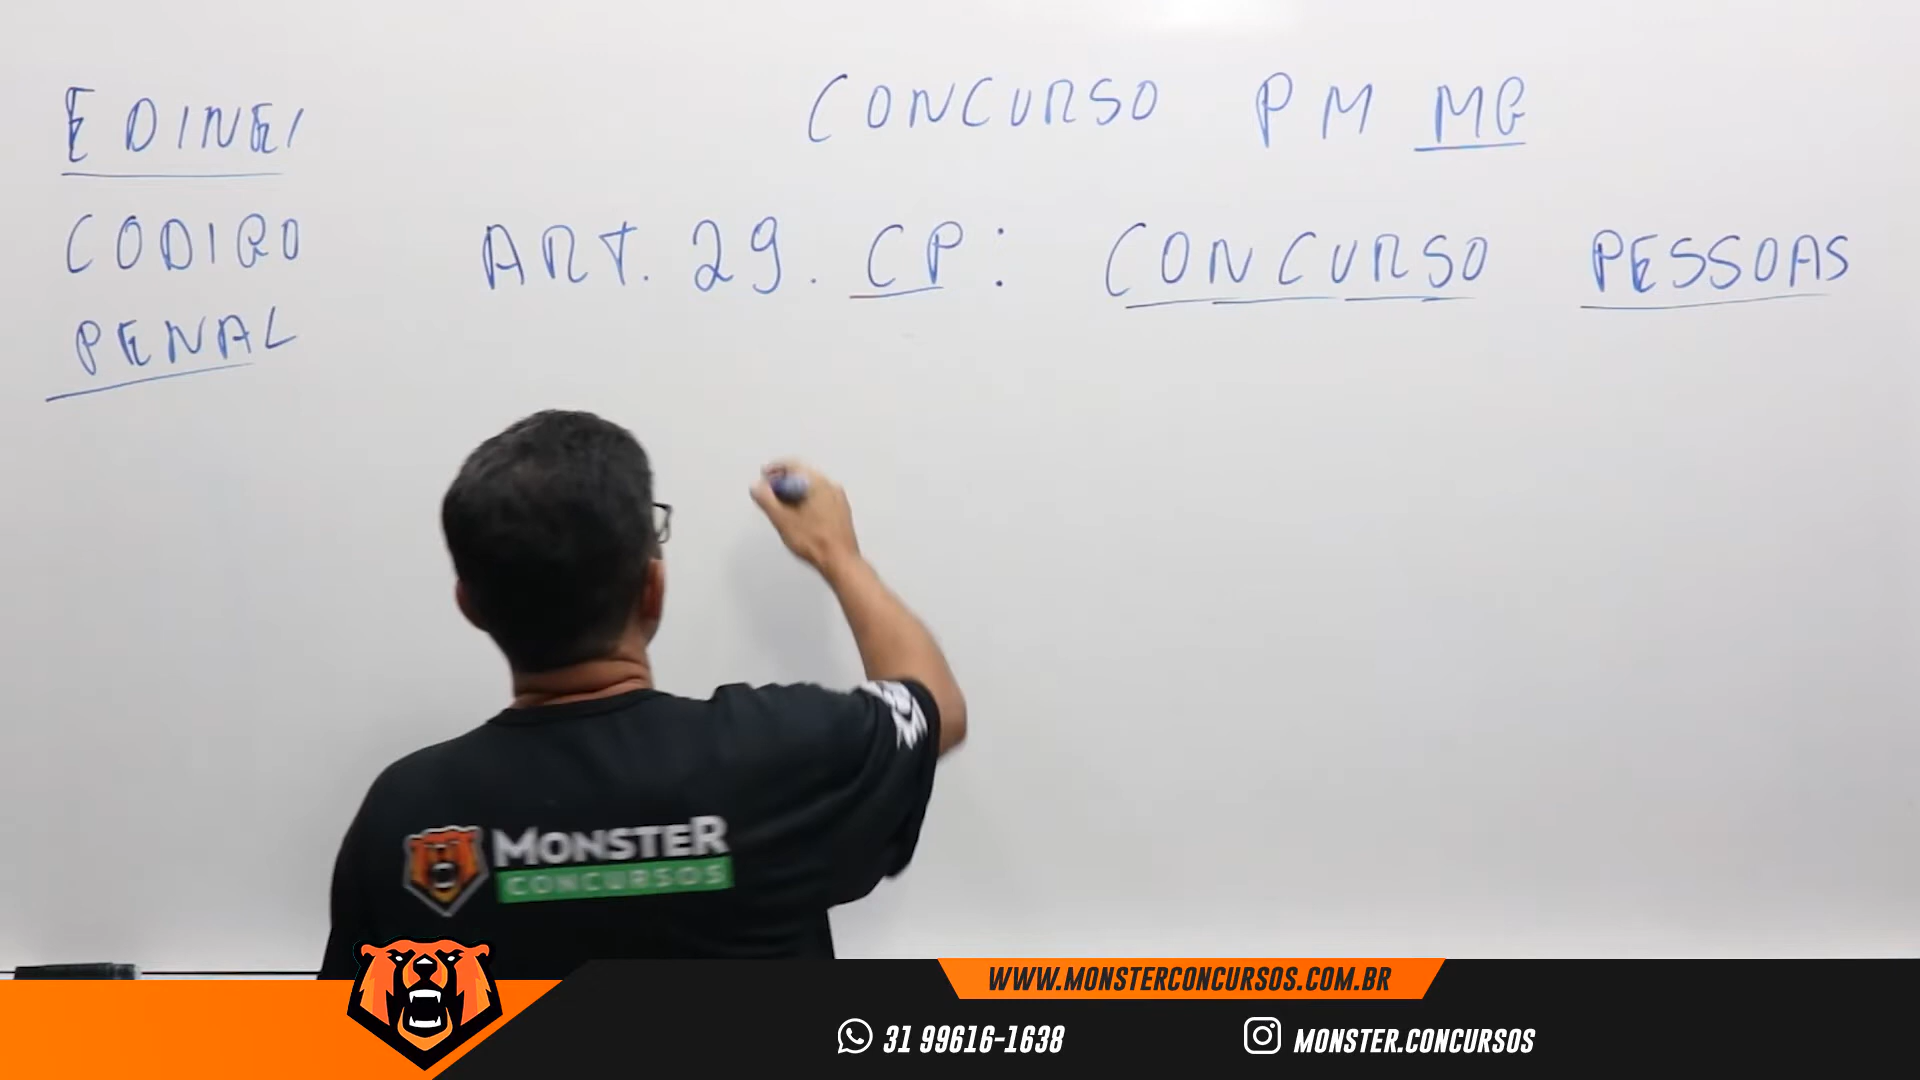 EDINEI
CODIGO
PENAL
CONCURSO PM MG
ART. 29. CP: CONCURSO PESSOAS
MONSTER
CONCURSOS
WWW.MONSTERCONCURSOS.COM.BR
31 99616-1638
MONSTER.CONCURSOS